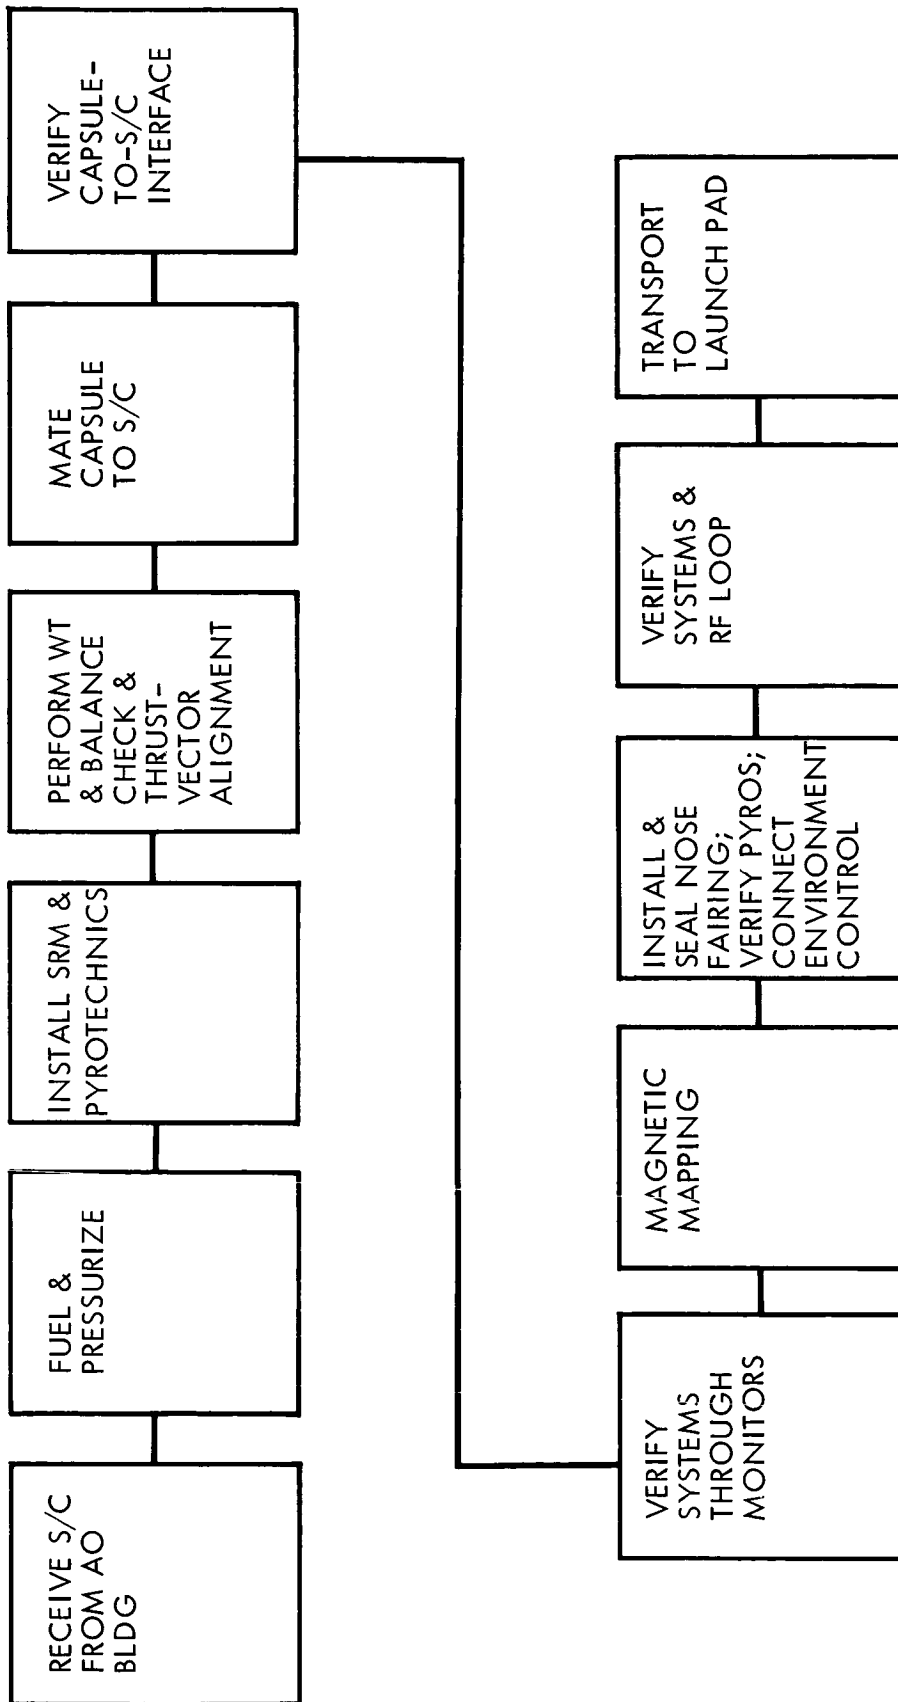 RECEIVE S/C
FROM AO
BLDG
FUEL &
PRESSURIZE
INSTALL SRM &
PYROTECHNICS
PERFORM WT
& BALANCE
CHECK &
THRUST-
VECTOR
ALIGNMENT
MATE
CAPSULE
TO S/C
VERIFY
CAPSULE-
TO-S/C
INTERFACE
VERIFY
SYSTEMS
THROUGH
MONITORS
MAGNETIC
MAPPING
INSTALL &
SEAL NOSE
FAIRING;
VERIFY PYROS;
CONNECT
ENVIRONMENT
CONTROL
VERIFY
SYSTEMS &
RF LOOP
TRANSPORT
TO
LAUNCH PAD